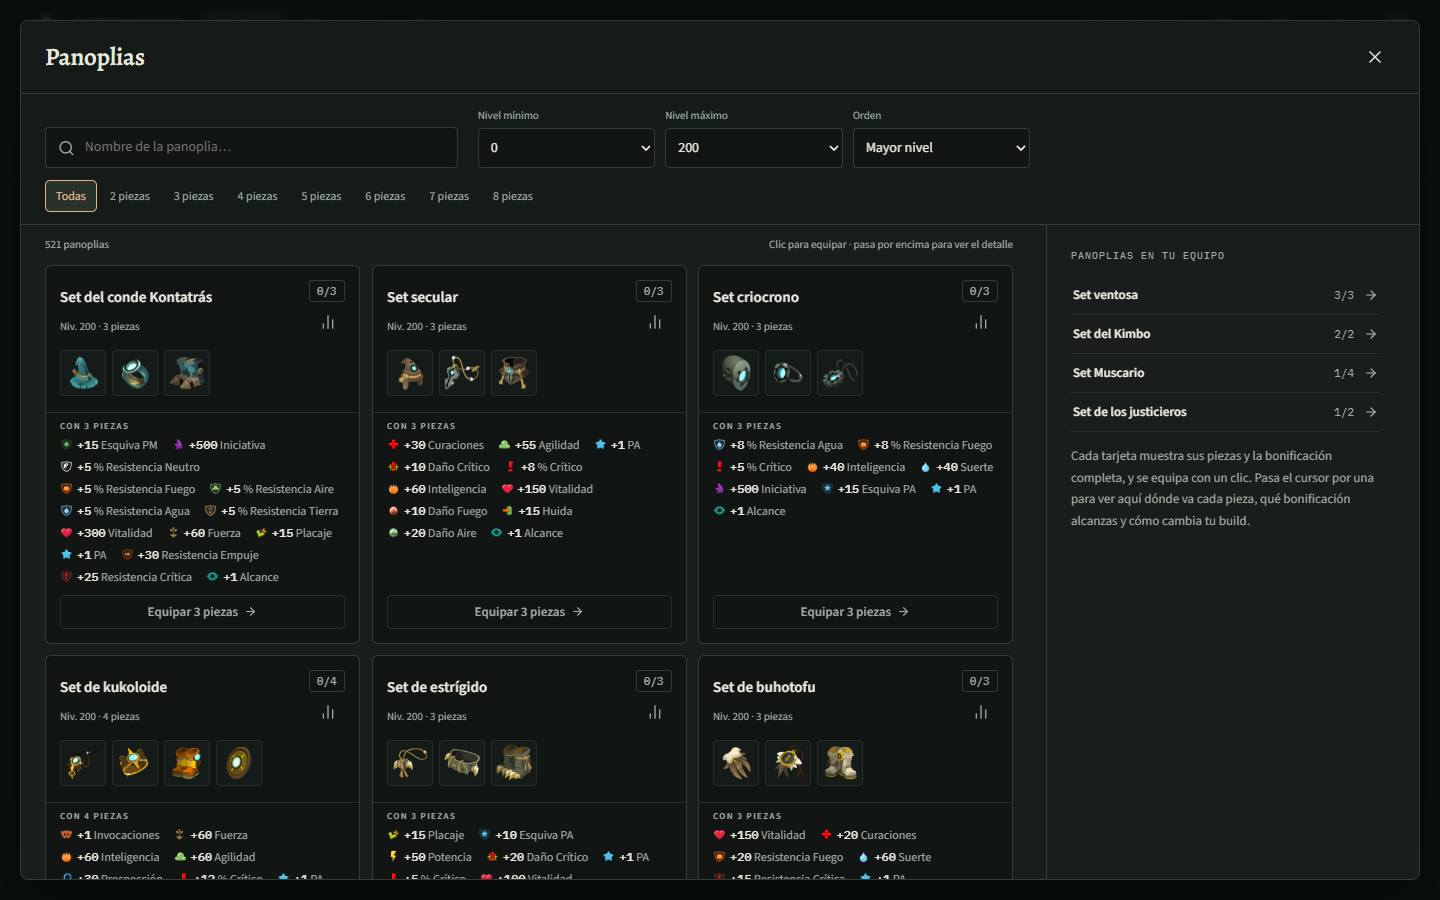 Panoplias
Nivel mínimo
Nivel máximo
Orden
Nombre de la panoplia…
0
200
Mayor nivel
Todas
2 piezas
3 piezas
4 piezas
5 piezas
6 piezas
7 piezas
8 piezas
521 panoplias
Clic para equipar · pasa por encima para ver el detalle
Set del conde Kontatrás
0/3
Niv. 200 · 3 piezas
CON 3 PIEZAS
+15 Esquiva PM +500 Iniciativa
+5 % Resistencia Neutro
+5 % Resistencia Fuego +5 % Resistencia Aire
+5 % Resistencia Agua +5 % Resistencia Tierra
+300 Vitalidad +60 Fuerza +15 Placaje
+1 PA +30 Resistencia Empuje
+25 Resistencia Crítica +1 Alcance
Equipar 3 piezas →
Set secular
0/3
Niv. 200 · 3 piezas
CON 3 PIEZAS
+30 Curaciones +55 Agilidad +1 PA
+10 Daño Crítico +8 % Crítico
+60 Inteligencia +150 Vitalidad
+10 Daño Fuego +15 Huida
+20 Daño Aire +1 Alcance
Equipar 3 piezas →
Set criocrono
0/3
Niv. 200 · 3 piezas
CON 3 PIEZAS
+8 % Resistencia Agua +8 % Resistencia Fuego
+5 % Crítico +40 Inteligencia +40 Suerte
+500 Iniciativa +15 Esquiva PA +1 PA
+1 Alcance
Equipar 3 piezas →
Set de kukoloide
0/4
Niv. 200 · 4 piezas
CON 4 PIEZAS
+1 Invocaciones +60 Fuerza
+60 Inteligencia +60 Agilidad
+30 Prospección +12 % Crítico +1 PA
Set de estrígido
0/3
Niv. 200 · 3 piezas
CON 3 PIEZAS
+15 Placaje +10 Esquiva PA
+50 Potencia +20 Daño Crítico +1 PA
+5 % Crítico +100 Vitalidad
Set de buhotofu
0/3
Niv. 200 · 3 piezas
CON 3 PIEZAS
+150 Vitalidad +20 Curaciones
+20 Resistencia Fuego +60 Suerte
+15 Resistencia Crítica +1 PA
PANOPLIAS EN TU EQUIPO
Set ventosa 3/3 →
Set del Kimbo 2/2 →
Set Muscario 1/4 →
Set de los justicieros 1/2 →
Cada tarjeta muestra sus piezas y la bonificación
completa, y se equipa con un clic. Pasa el cursor por una
para ver aquí dónde va cada pieza, qué bonificación
alcanzas y cómo cambia tu build.